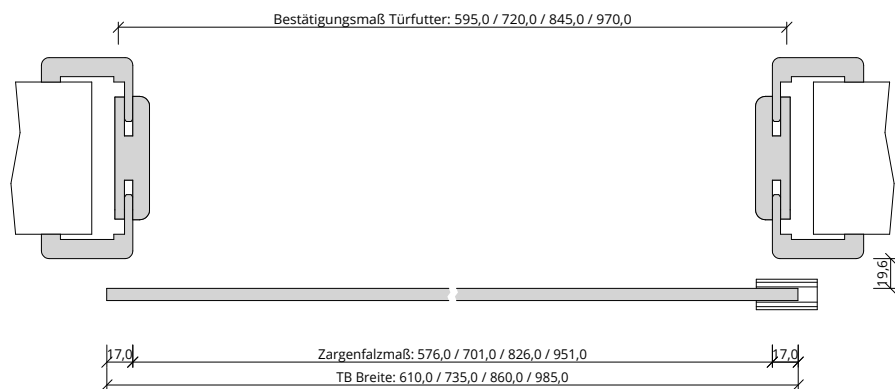 Bestätigungsmaß Türfutter: 595,0 / 720,0 / 845,0 / 970,0
19,6
17,0
Zargenfalzmaß: 576,0 / 701,0 / 826,0 / 951,0
17,0
TB Breite: 610,0 / 735,0 / 860,0 / 985,0